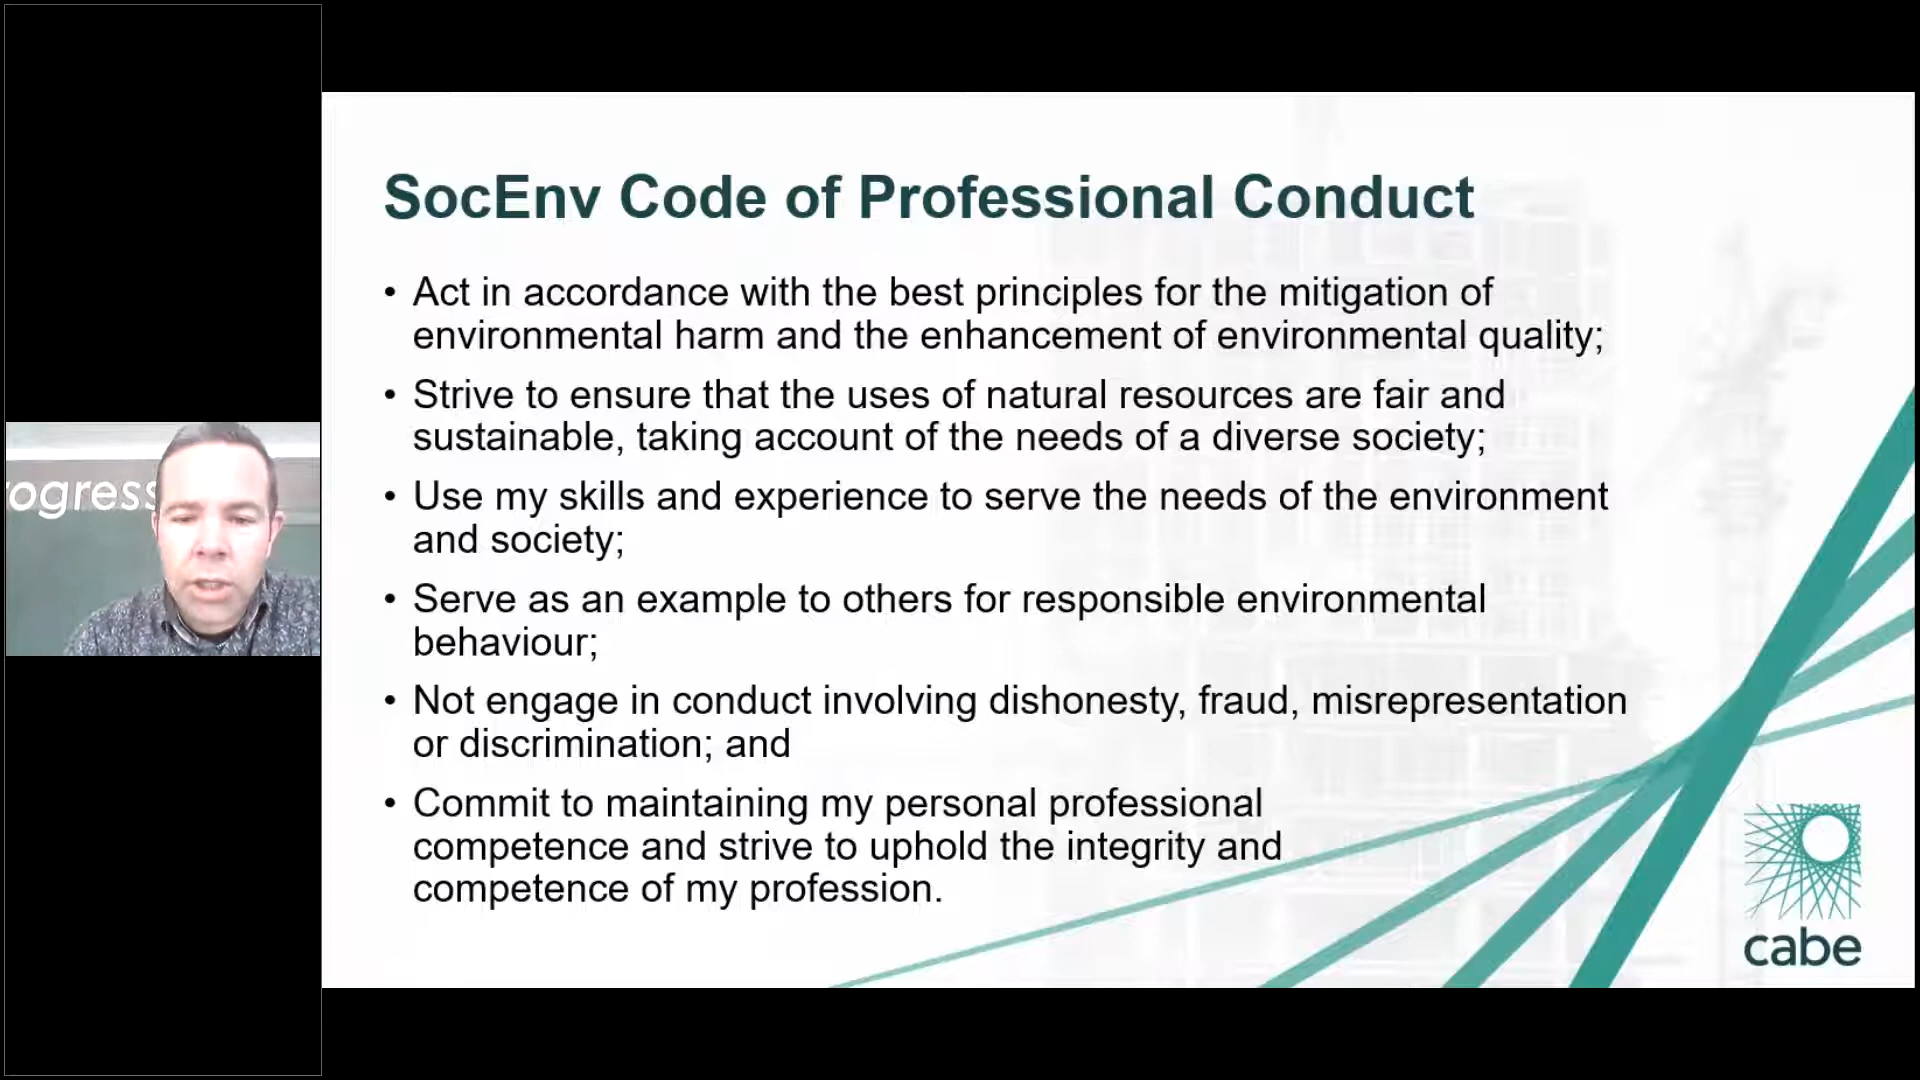 SocEnv Code of Professional Conduct
• Act in accordance with the best principles for the mitigation of
environmental harm and the enhancement of environmental quality;
• Strive to ensure that the uses of natural resources are fair and
sustainable, taking account of the needs of a diverse society;
• Use my skills and experience to serve the needs of the environment
and society;
• Serve as an example to others for responsible environmental
behaviour;
• Not engage in conduct involving dishonesty, fraud, misrepresentation
or discrimination; and
• Commit to maintaining my personal professional
competence and strive to uphold the integrity and
competence of my profession.
cabe
ogress